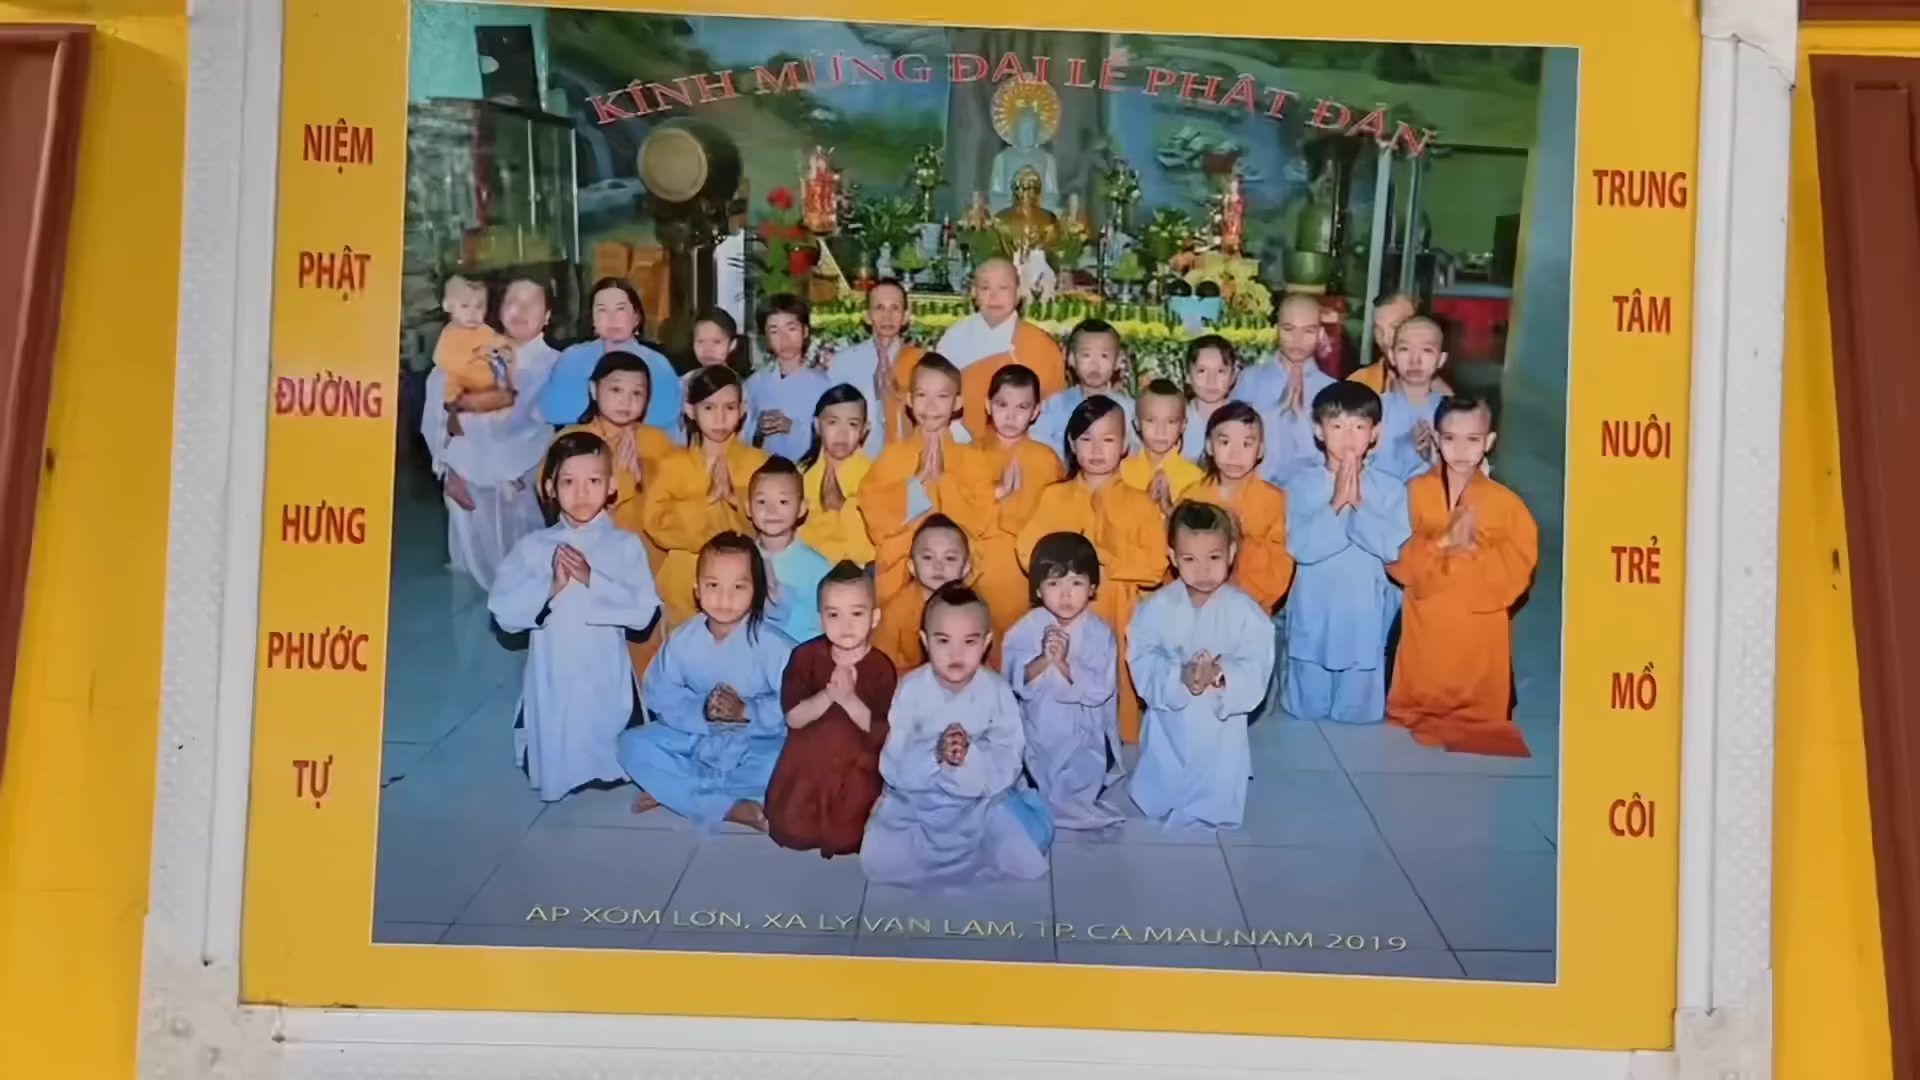 KÍNH MỪNG ĐẠI LỄ PHẬT ĐẢN
NIỆM
PHẬT
ĐƯỜNG
HƯNG
PHƯỚC
TỰ
TRUNG
TÂM
NUÔI
TRẺ
MỒ
CÔI
ẤP XÓM LỚN, XÃ LÝ VĂN LÂM, TP. CÀ MAU,NĂM 2019